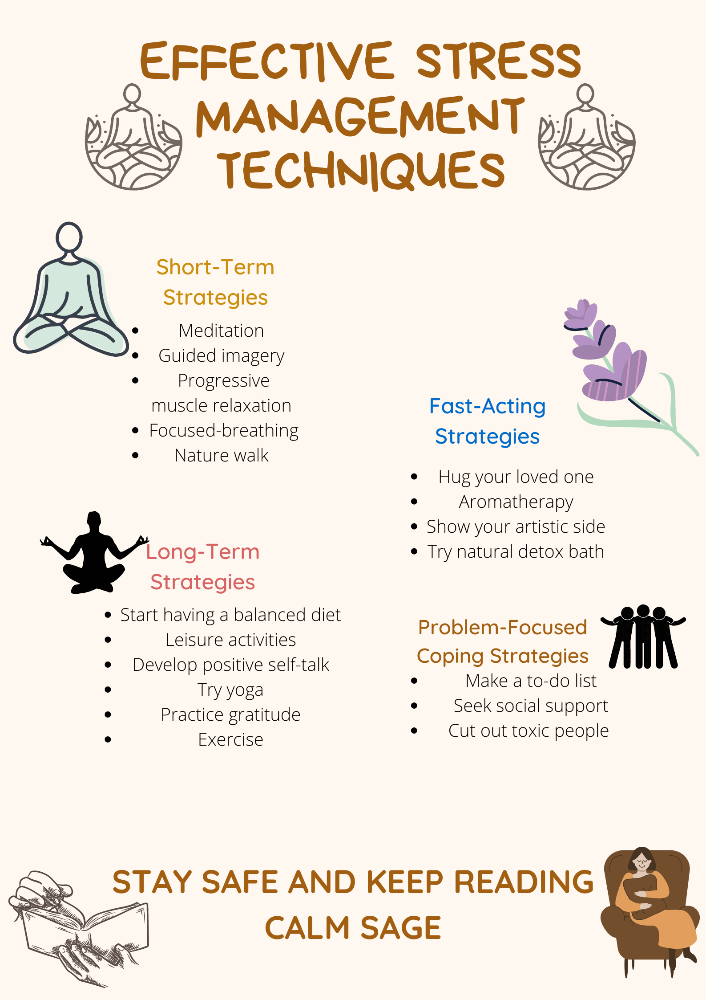 EFFECTIVE STRESS
MANAGEMENT
TECHNIQUES
Short-Term
Strategies
• Meditation
• Guided imagery
• Progressive
muscle relaxation
• Focused-breathing
• Nature walk
Fast-Acting
Strategies
• Hug your loved one
• Aromatherapy
• Show your artistic side
• Try natural detox bath
Long-Term
Strategies
• Start having a balanced diet
• Leisure activities
• Develop positive self-talk
• Try yoga
• Practice gratitude
• Exercise
Problem-Focused
Coping Strategies
• Make a to-do list
• Seek social support
• Cut out toxic people
STAY SAFE AND KEEP READING
CALM SAGE